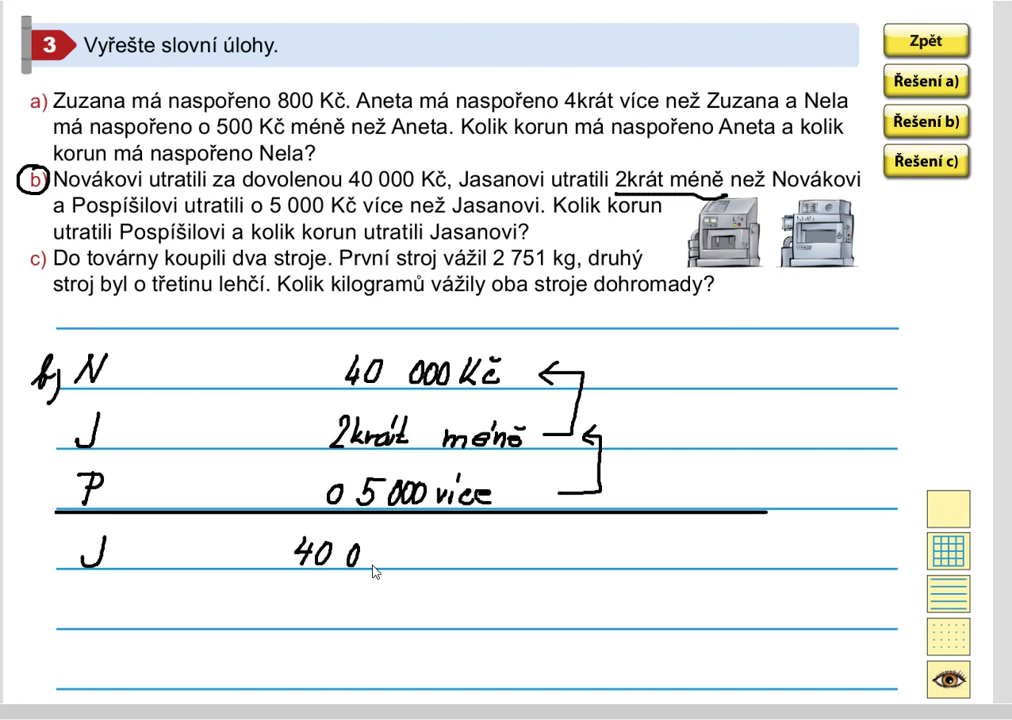 3 Vyřešte slovní úlohy.
Zpět
Řešení a)
Řešení b)
Řešení c)
a) Zuzana má naspořeno 800 Kč. Aneta má naspořeno 4krát více než Zuzana a Nela
má naspořeno o 500 Kč méně než Aneta. Kolik korun má naspořeno Aneta a kolik
korun má naspořeno Nela?
b) Novákovi utratili za dovolenou 40 000 Kč, Jasanovi utratili 2krát méně než Novákovi
a Pospíšilovi utratili o 5 000 Kč více než Jasanovi. Kolik korun
utratili Pospíšilovi a kolik korun utratili Jasanovi?
c) Do továrny koupili dva stroje. První stroj vážil 2 751 kg, druhý
stroj byl o třetinu lehčí. Kolik kilogramů vážily oba stroje dohromady?
b) N 40 000 Kč
J 2krát méně
P o 5 000 více
J 40 0